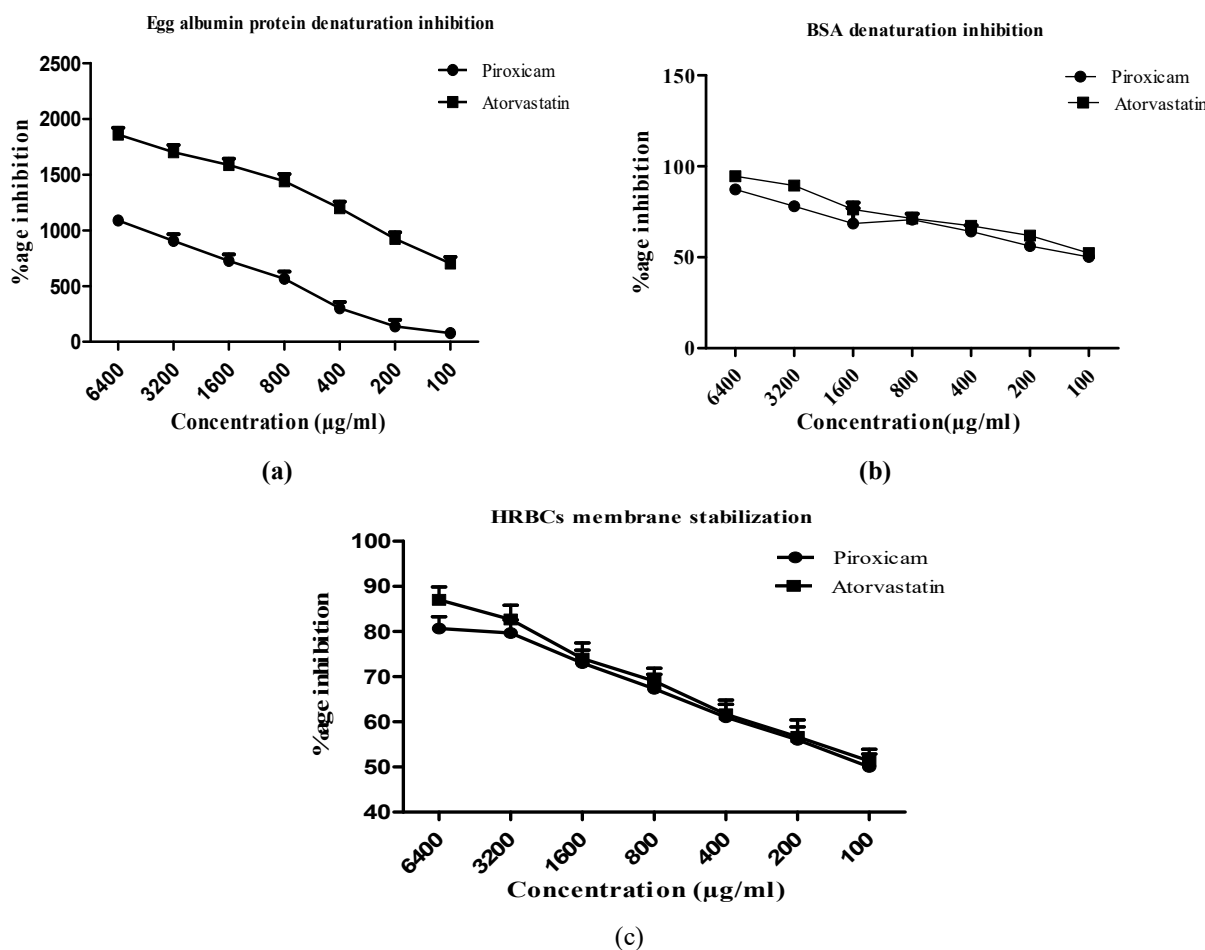 Egg albumin protein denaturation inhibition
%age inhibition
2500
2000
1500
1000
500
0
Piroxicam
Atorvastatin
6400
3200
1600
800
400
200
100
Concentration (µg/ml)
(a)
BSA denaturation inhibition
%age inhibition
150
100
50
0
Piroxicam
Atorvastatin
6400
3200
1600
800
400
200
100
Concentration(µg/ml)
(b)
HRBCs membrane stabilization
%age inhibition
100
90
80
70
60
50
40
Piroxicam
Atorvastatin
6400
3200
1600
800
400
200
100
Concentration (µg/ml)
(c)